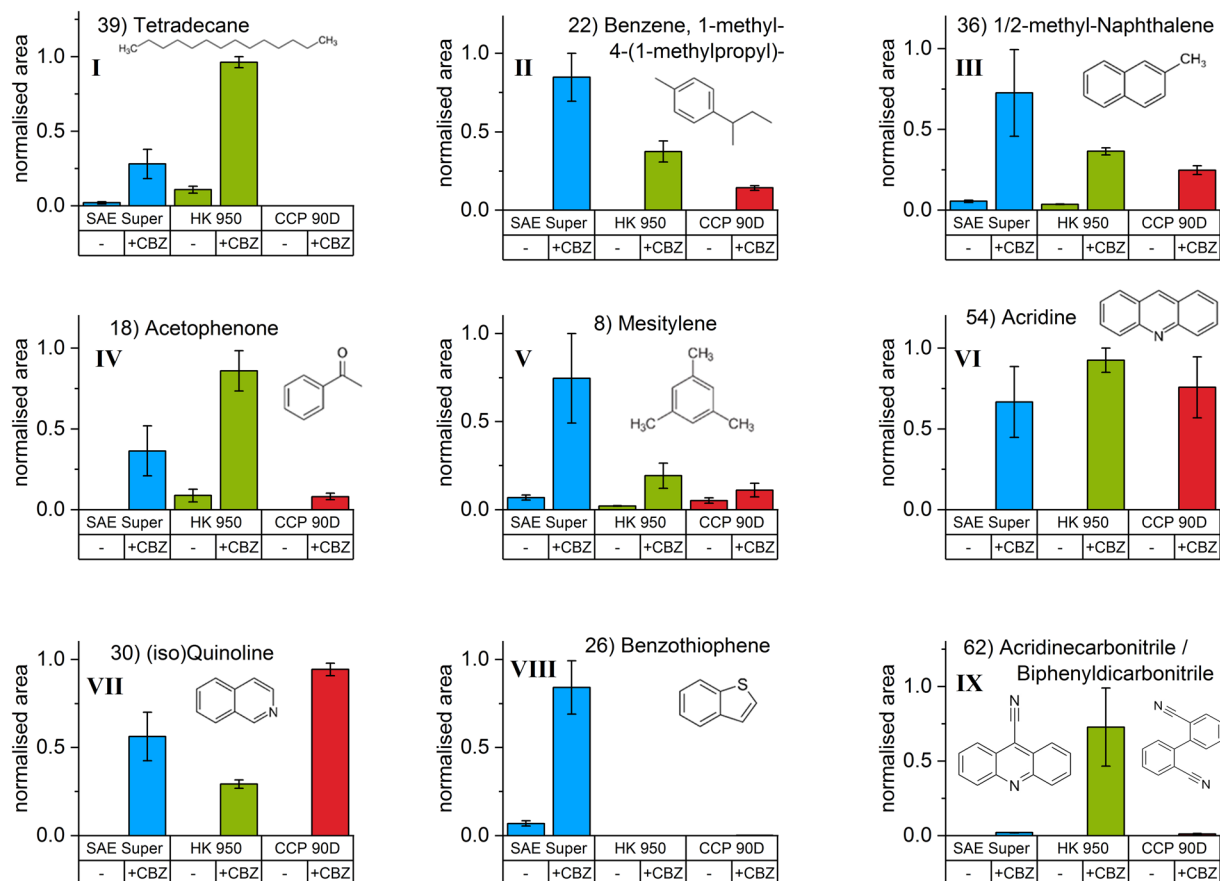 39) Tetradecane
H₃C
CH₃
I
normalised area
1.0
0.5
0.0
SAE Super HK 950 CCP 90D
- +CBZ - +CBZ - +CBZ
22) Benzene, 1-methyl-
4-(1-methylpropyl)-
II
normalised area
1.0
0.5
0.0
SAE Super HK 950 CCP 90D
- +CBZ - +CBZ - +CBZ
36) 1/2-methyl-Naphthalene
III
CH₃
normalised area
1.0
0.5
0.0
SAE Super HK 950 CCP 90D
- +CBZ - +CBZ - +CBZ
18) Acetophenone
IV
O
normalised area
1.0
0.5
0.0
SAE Super HK 950 CCP 90D
- +CBZ - +CBZ - +CBZ
8) Mesitylene
V
CH₃
H₃C
CH₃
normalised area
1.0
0.5
0.0
SAE Super HK 950 CCP 90D
- +CBZ - +CBZ - +CBZ
54) Acridine
VI
N
normalised area
1.0
0.5
0.0
SAE Super HK 950 CCP 90D
- +CBZ - +CBZ - +CBZ
30) (iso)Quinoline
VII
N
normalised area
1.0
0.5
0.0
SAE Super HK 950 CCP 90D
- +CBZ - +CBZ - +CBZ
26) Benzothiophene
VIII
S
normalised area
1.0
0.5
0.0
SAE Super HK 950 CCP 90D
- +CBZ - +CBZ - +CBZ
62) Acridinecarbonitrile /
Biphenyldicarbonitrile
IX
N
N
N
N
normalised area
1.0
0.5
0.0
SAE Super HK 950 CCP 90D
- +CBZ - +CBZ - +CBZ